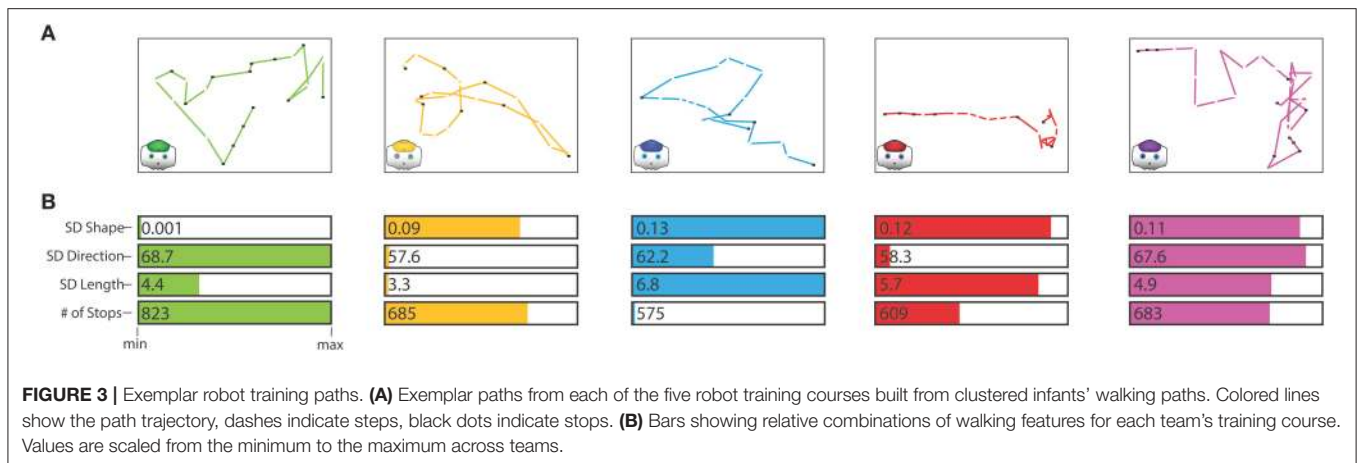 A
B
SD Shape 0.001 0.09 0.13 0.12 0.11
SD Direction 68.7 57.6 62.2 58.3 67.6
SD Length 4.4 3.3 6.8 5.7 4.9
# of Stops 823 685 575 609 683
min max
FIGURE 3 | Exemplar robot training paths. (A) Exemplar paths from each of the five robot training courses built from clustered infants' walking paths. Colored lines
show the path trajectory, dashes indicate steps, black dots indicate stops. (B) Bars showing relative combinations of walking features for each team's training course.
Values are scaled from the minimum to the maximum across teams.